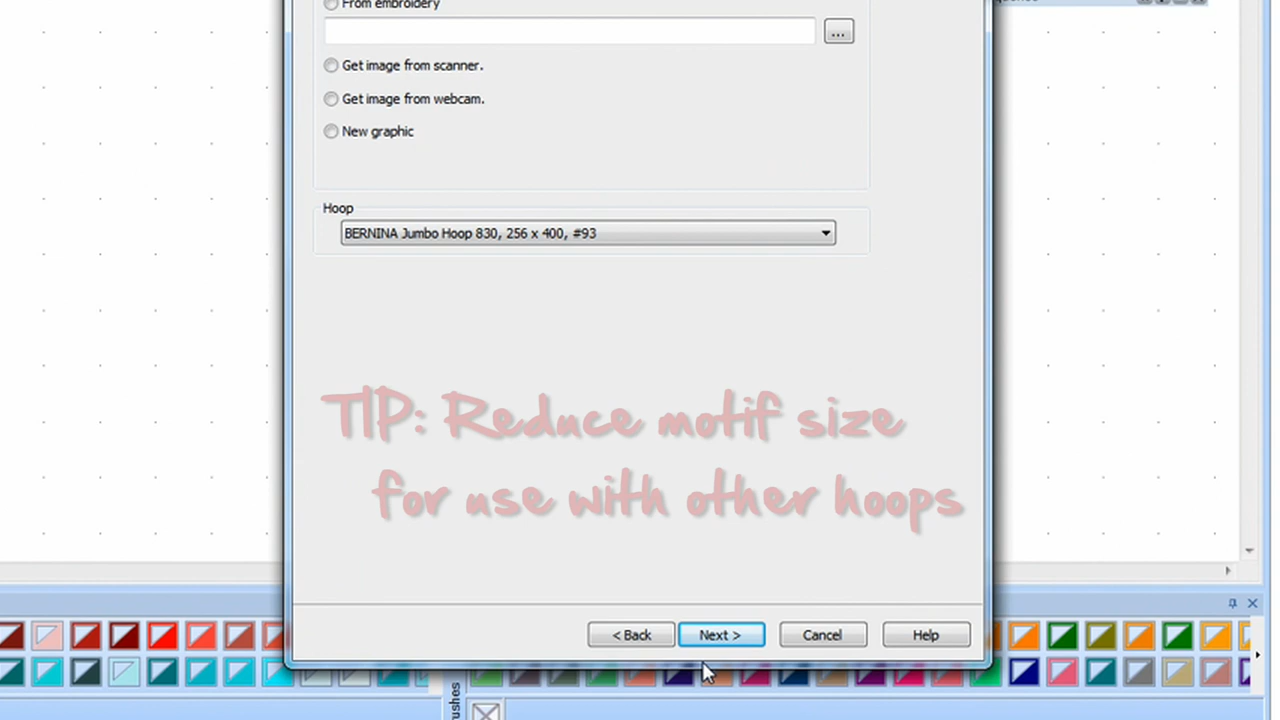 From embroidery
...
Get image from scanner.
Get image from webcam.
New graphic
Hoop
BERNINA Jumbo Hoop 830, 256 x 400, #93
TIP: Reduce motif size
for use with other hoops
< Back
Next >
Cancel
Help